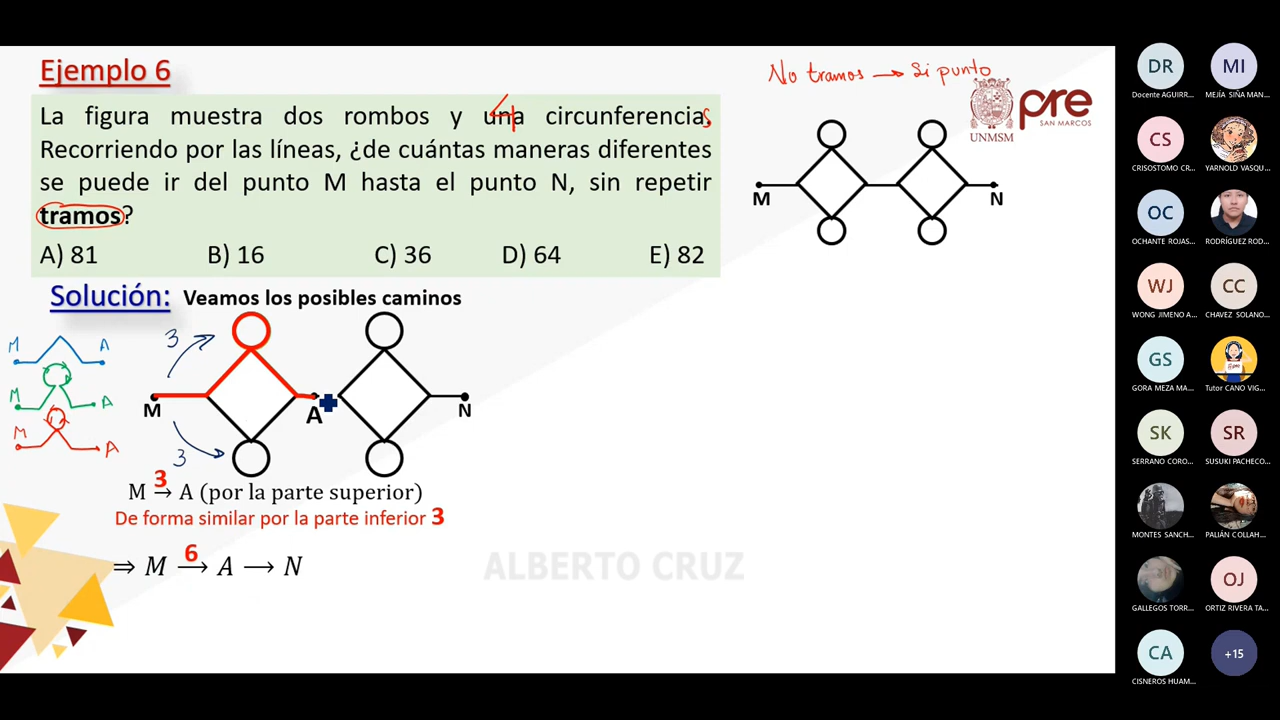 Ejemplo 6
No tramos → Si punto
La figura muestra dos rombos y una 4 circunferencia s
Recorriendo por las líneas, ¿de cuántas maneras diferentes
se puede ir del punto M hasta el punto N, sin repetir
tramos?
A) 81 B) 16 C) 36 D) 64 E) 82
UNMSM
pre
SAN MARCOS
M N
Solución: Veamos los posibles caminos
M A
M A
M A
3
3
M A N
3
M → A (por la parte superior)
De forma similar por la parte inferior 3
6
⇒ M → A → N
ALBERTO CRUZ
DR
Docente AGUIRR...
MI
MEJÍA SIÑA MAN...
CS
CRISOSTOMO CR...
YARNOLD VASQU...
OC
OCHANTE ROJAS...
RODRÍGUEZ ROD...
WJ
WONG JIMENO A...
CC
CHAVEZ SOLANO...
GS
GORA MEZA MA...
Tutor CANO VIG...
SK
SERRANO CORO...
SR
SUSUKI PACHECO...
MONTES SANCH...
PALIÁN COLLAH...
GALLEGOS TORR...
OJ
ORTIZ RIVERA TA...
CA
CISNEROS HUAM...
+15